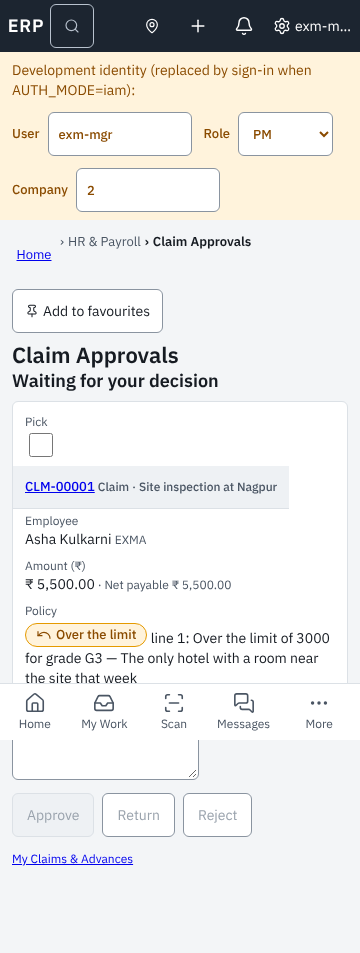 ERP
exm-m...
Development identity (replaced by sign-in when
AUTH_MODE=iam):
User exm-mgr Role PM
Company 2
Home › HR & Payroll › Claim Approvals
Add to favourites
Claim Approvals
Waiting for your decision
Pick
CLM-00001 Claim · Site inspection at Nagpur
Employee
Asha Kulkarni EXMA
Amount (₹)
₹ 5,500.00 · Net payable ₹ 5,500.00
Policy
Over the limit line 1: Over the limit of 3000
for grade G3 — The only hotel with a room near
the site that week
Home My Work Scan Messages More
Approve Return Reject
My Claims & Advances